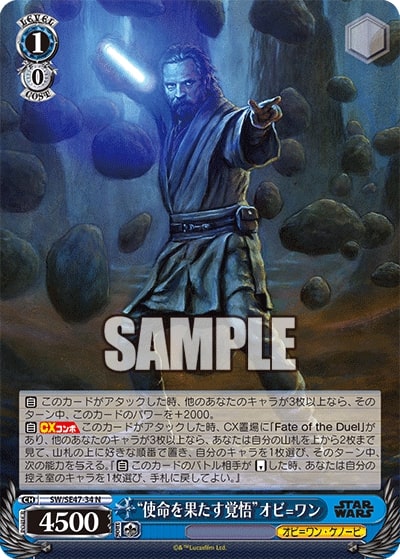 LEVEL
1
0
COST
SAMPLE
自 このカードがアタックした時、他のあなたのキャラが3枚以上なら、そのターン中、このカードのパワーを+2000。
自 CXコンボ このカードがアタックした時、CX置場に「Fate of the Duel」があり、他のあなたのキャラが3枚以上なら、あなたは自分の山札を上から2枚まで見て、山札の上に好きな順番で置き、自分のキャラを1枚選び、そのターン中、次の能力を与える。『自 このカードのバトル相手が した時、あなたは自分の控え室のキャラを1枚選び、手札に戻してよい。』
CH
SW/SE47-34 N
4500
POWER
“使命を果たす覚悟”オビ=ワン
STAR WARS
オビ=ワン・ケノービ
©&™Lucasfilm Ltd.